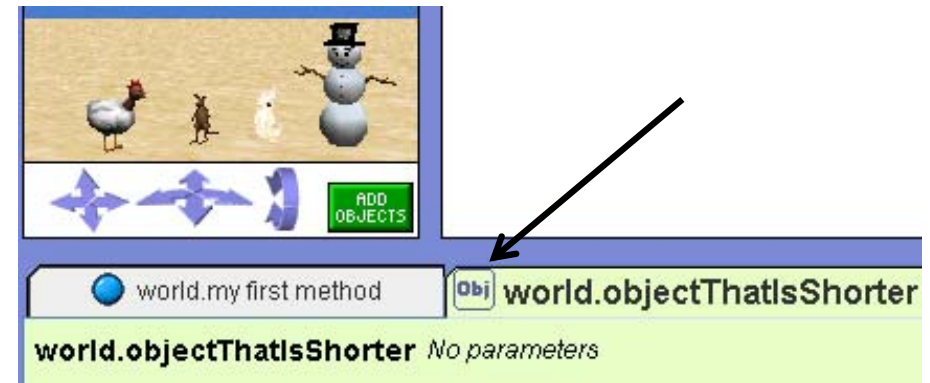 ADD
OBJECTS
world.my first method
Obj world.objectThatIsShorter
world.objectThatIsShorter No parameters